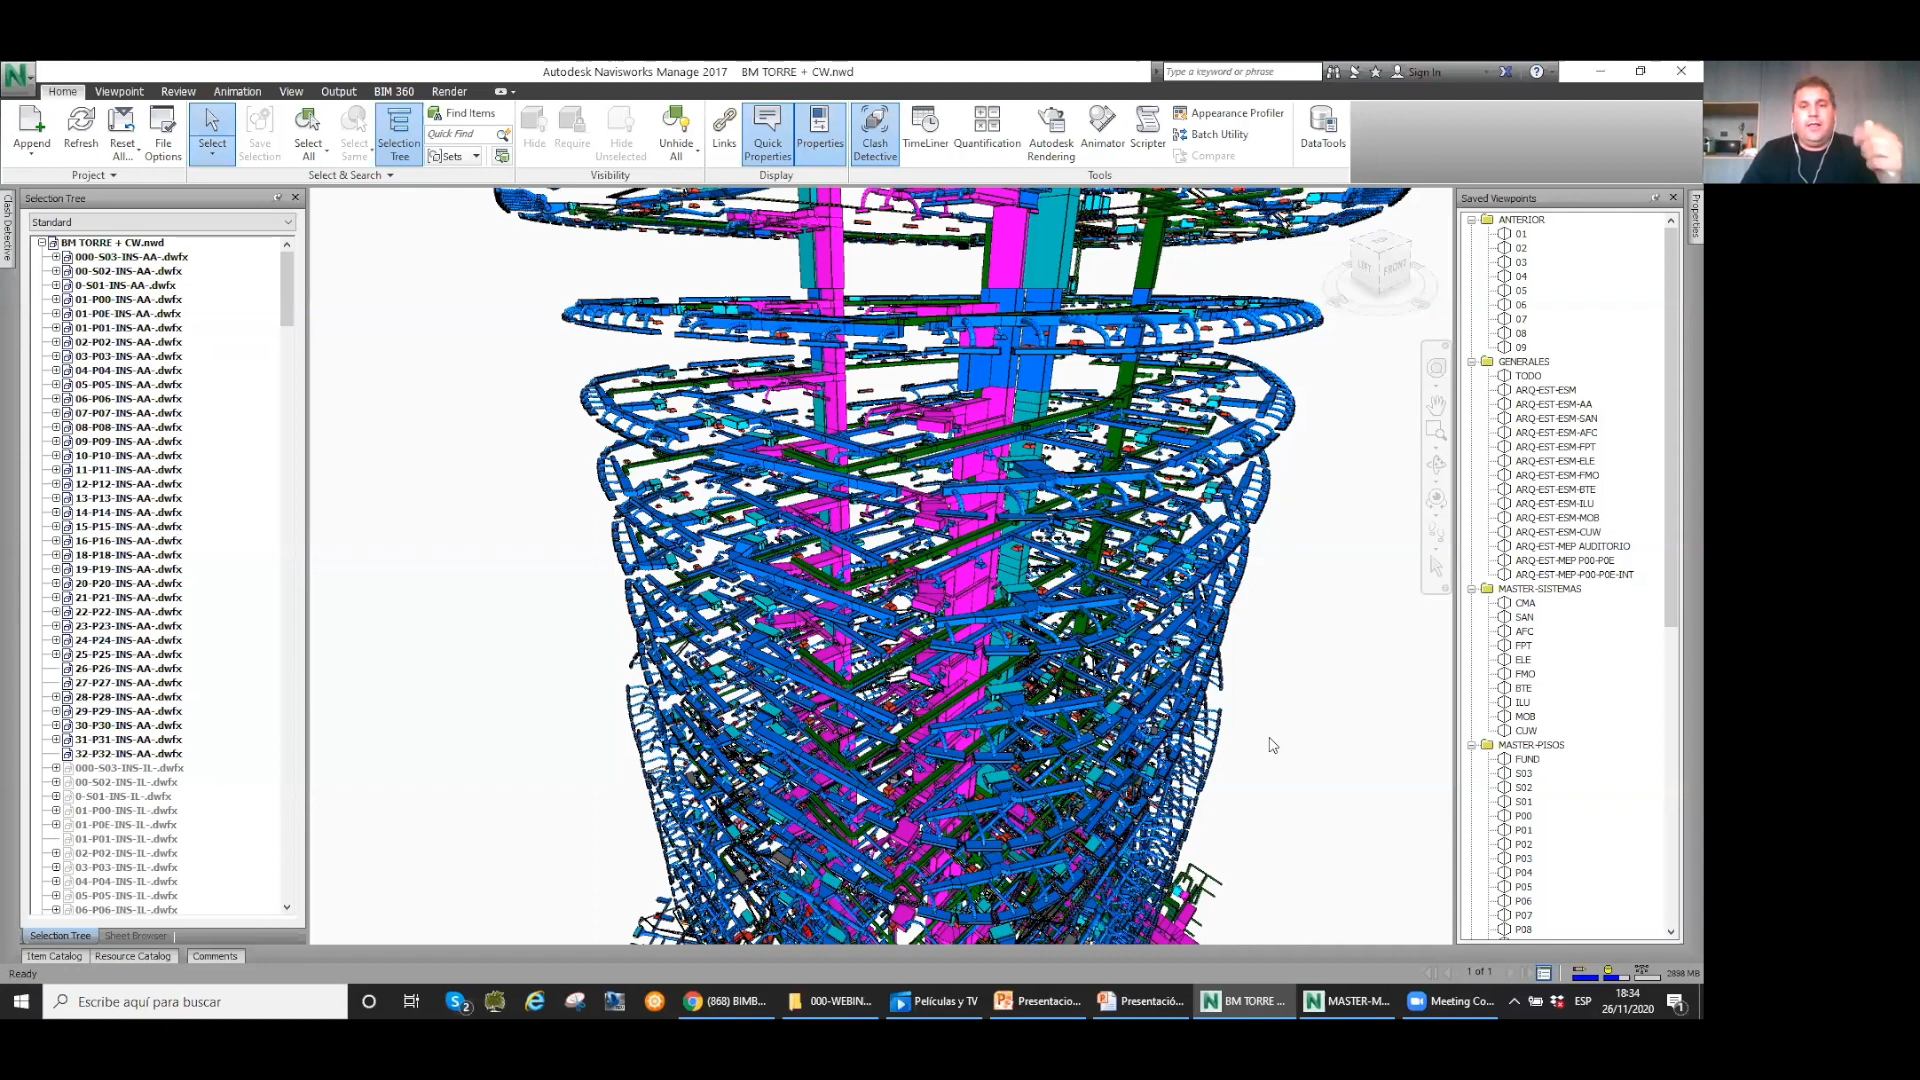 Autodesk Navisworks Manage 2017    BM TORRE + CW.nwd
Type a keyword or phrase
Sign In
Home
Viewpoint
Review
Animation
View
Output
BIM 360
Render
Append
Refresh
Reset All...
File Options
Select
Save Selection
Select All
Select Same
Selection Tree
Find Items
Quick Find
Sets
Hide
Require
Hide Unselected
Unhide All
Links
Quick Properties
Properties
Clash Detective
TimeLiner
Quantification
Autodesk Rendering
Animator
Scripter
Appearance Profiler
Batch Utility
Compare
DataTools
Project
Select & Search
Visibility
Display
Tools
Clash Detective
Selection Tree
Standard
BM TORRE + CW.nwd
000-S03-INS-AA-.dwfx
00-S02-INS-AA-.dwfx
0-S01-INS-AA-.dwfx
01-P00-INS-AA-.dwfx
01-P0E-INS-AA-.dwfx
01-P01-INS-AA-.dwfx
02-P02-INS-AA-.dwfx
03-P03-INS-AA-.dwfx
04-P04-INS-AA-.dwfx
05-P05-INS-AA-.dwfx
06-P06-INS-AA-.dwfx
07-P07-INS-AA-.dwfx
08-P08-INS-AA-.dwfx
09-P09-INS-AA-.dwfx
10-P10-INS-AA-.dwfx
11-P11-INS-AA-.dwfx
12-P12-INS-AA-.dwfx
13-P13-INS-AA-.dwfx
14-P14-INS-AA-.dwfx
15-P15-INS-AA-.dwfx
16-P16-INS-AA-.dwfx
18-P18-INS-AA-.dwfx
19-P19-INS-AA-.dwfx
20-P20-INS-AA-.dwfx
21-P21-INS-AA-.dwfx
22-P22-INS-AA-.dwfx
23-P23-INS-AA-.dwfx
24-P24-INS-AA-.dwfx
25-P25-INS-AA-.dwfx
26-P26-INS-AA-.dwfx
27-P27-INS-AA-.dwfx
28-P28-INS-AA-.dwfx
29-P29-INS-AA-.dwfx
30-P30-INS-AA-.dwfx
31-P31-INS-AA-.dwfx
32-P32-INS-AA-.dwfx
000-S03-INS-IL-.dwfx
00-S02-INS-IL-.dwfx
0-S01-INS-IL-.dwfx
01-P00-INS-IL-.dwfx
01-P0E-INS-IL-.dwfx
01-P01-INS-IL-.dwfx
02-P02-INS-IL-.dwfx
03-P03-INS-IL-.dwfx
04-P04-INS-IL-.dwfx
05-P05-INS-IL-.dwfx
06-P06-INS-IL-.dwfx
Selection Tree
Sheet Browser
LEFT
FRONT
Saved Viewpoints
ANTERIOR
01
02
03
04
05
06
07
08
09
GENERALES
TODO
ARQ-EST-ESM
ARQ-EST-ESM-AA
ARQ-EST-ESM-SAN
ARQ-EST-ESM-AFC
ARQ-EST-ESM-FPT
ARQ-EST-ESM-ELE
ARQ-EST-ESM-FMO
ARQ-EST-ESM-BTE
ARQ-EST-ESM-ILU
ARQ-EST-ESM-MOB
ARQ-EST-ESM-CUW
ARQ-EST-MEP AUDITORIO
ARQ-EST-MEP P00-P0E
ARQ-EST-MEP-P00-P0E-INT
MASTER-SISTEMAS
CMA
SAN
AFC
FPT
ELE
FMO
BTE
ILU
MOB
CUW
MASTER-PISOS
FUND
S03
S02
S01
P00
P01
P02
P03
P04
P05
P06
P07
P08
Properties
Item Catalog
Resource Catalog
Comments
Ready
1 of 1
2898 MB
Escribe aquí para buscar
2
(868) BIMB...
000-WEBIN...
Películas y TV
Presentacio...
Presentació...
BM TORRE ...
MASTER-M...
Meeting Co...
ESP
18:34
26/11/2020
1